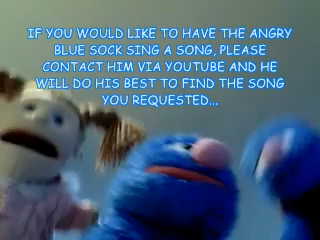 IF YOU WOULD LIKE TO HAVE THE ANGRY
BLUE SOCK SING A SONG, PLEASE
CONTACT HIM VIA YOUTUBE AND HE
WILL DO HIS BEST TO FIND THE SONG
YOU REQUESTED...